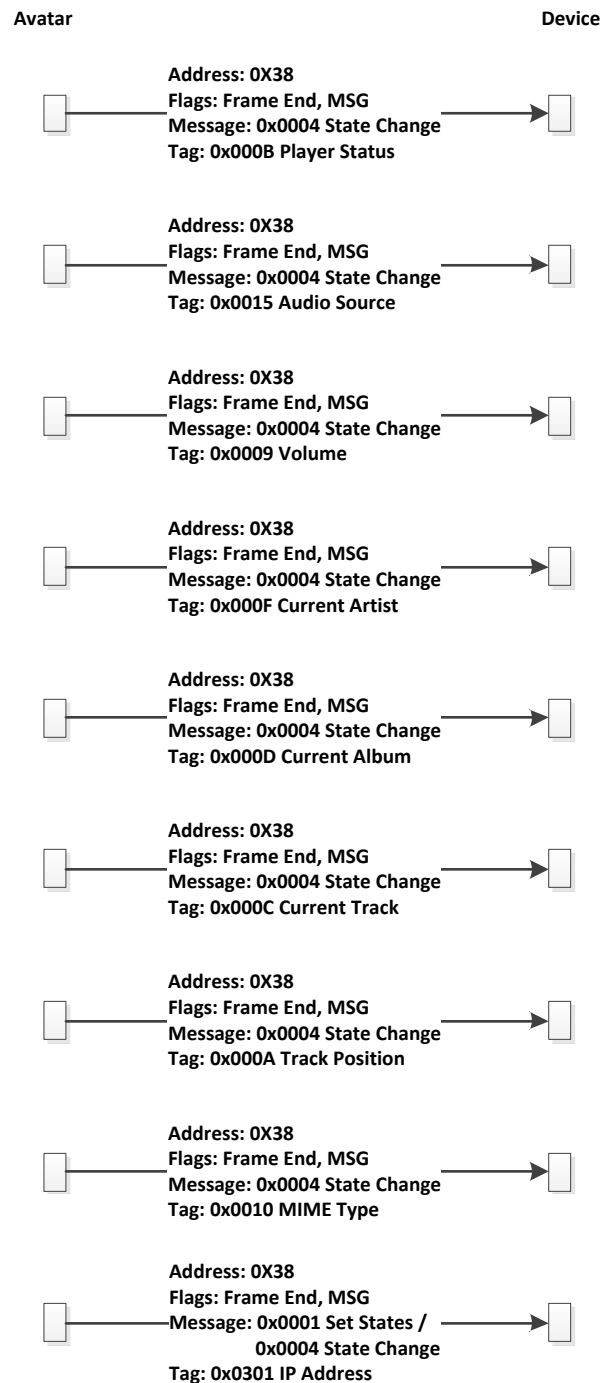 Avatar Device
Address: 0X38
Flags: Frame End, MSG
Message: 0x0004 State Change
Tag: 0x000B Player Status
Address: 0X38
Flags: Frame End, MSG
Message: 0x0004 State Change
Tag: 0x0015 Audio Source
Address: 0X38
Flags: Frame End, MSG
Message: 0x0004 State Change
Tag: 0x0009 Volume
Address: 0X38
Flags: Frame End, MSG
Message: 0x0004 State Change
Tag: 0x000F Current Artist
Address: 0X38
Flags: Frame End, MSG
Message: 0x0004 State Change
Tag: 0x000D Current Album
Address: 0X38
Flags: Frame End, MSG
Message: 0x0004 State Change
Tag: 0x000C Current Track
Address: 0X38
Flags: Frame End, MSG
Message: 0x0004 State Change
Tag: 0x000A Track Position
Address: 0X38
Flags: Frame End, MSG
Message: 0x0004 State Change
Tag: 0x0010 MIME Type
Address: 0X38
Flags: Frame End, MSG
Message: 0x0001 Set States /
0x0004 State Change
Tag: 0x0301 IP Address